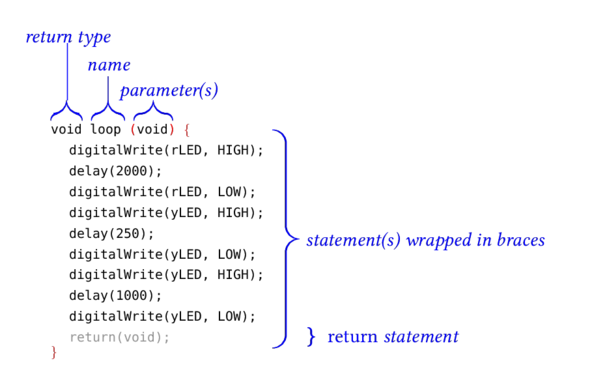 return type
name
parameter(s)
void loop (void) {
digitalWrite(rLED, HIGH);
delay(2000);
digitalWrite(rLED, LOW);
digitalWrite(yLED, HIGH);
delay(250);
digitalWrite(yLED, LOW);
statement(s) wrapped in braces
digitalWrite(yLED, HIGH);
delay(1000);
digitalWrite(yLED, LOW);
return(void);
} return statement
}